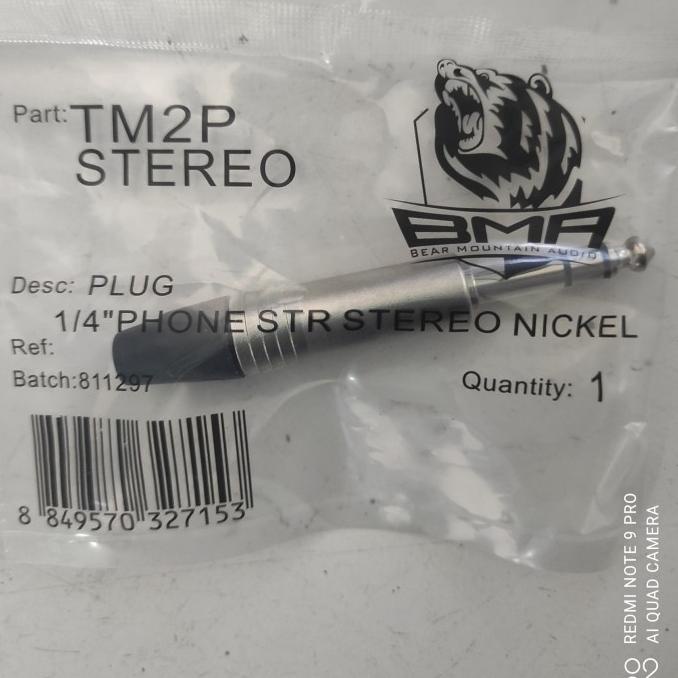 Part: TM2P
STEREO
BMA
BEAR MOUNTAIN AUDIO
Desc: PLUG
1/4"PHONE STR STEREO NICKEL
Ref:
Batch:811297
Quantity: 1
8 849570 327153
REDMI NOTE 9 PRO
AI QUAD CAMERA